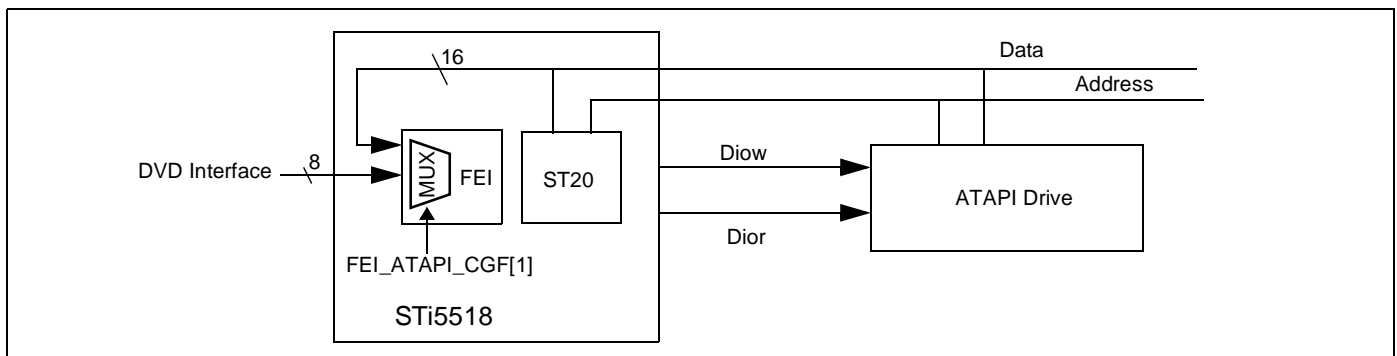 16
Data
Address
DVD Interface
8
MUX
FEI
ST20
Diow
Dior
ATAPI Drive
FEI_ATAPI_CGF[1]
STi5518